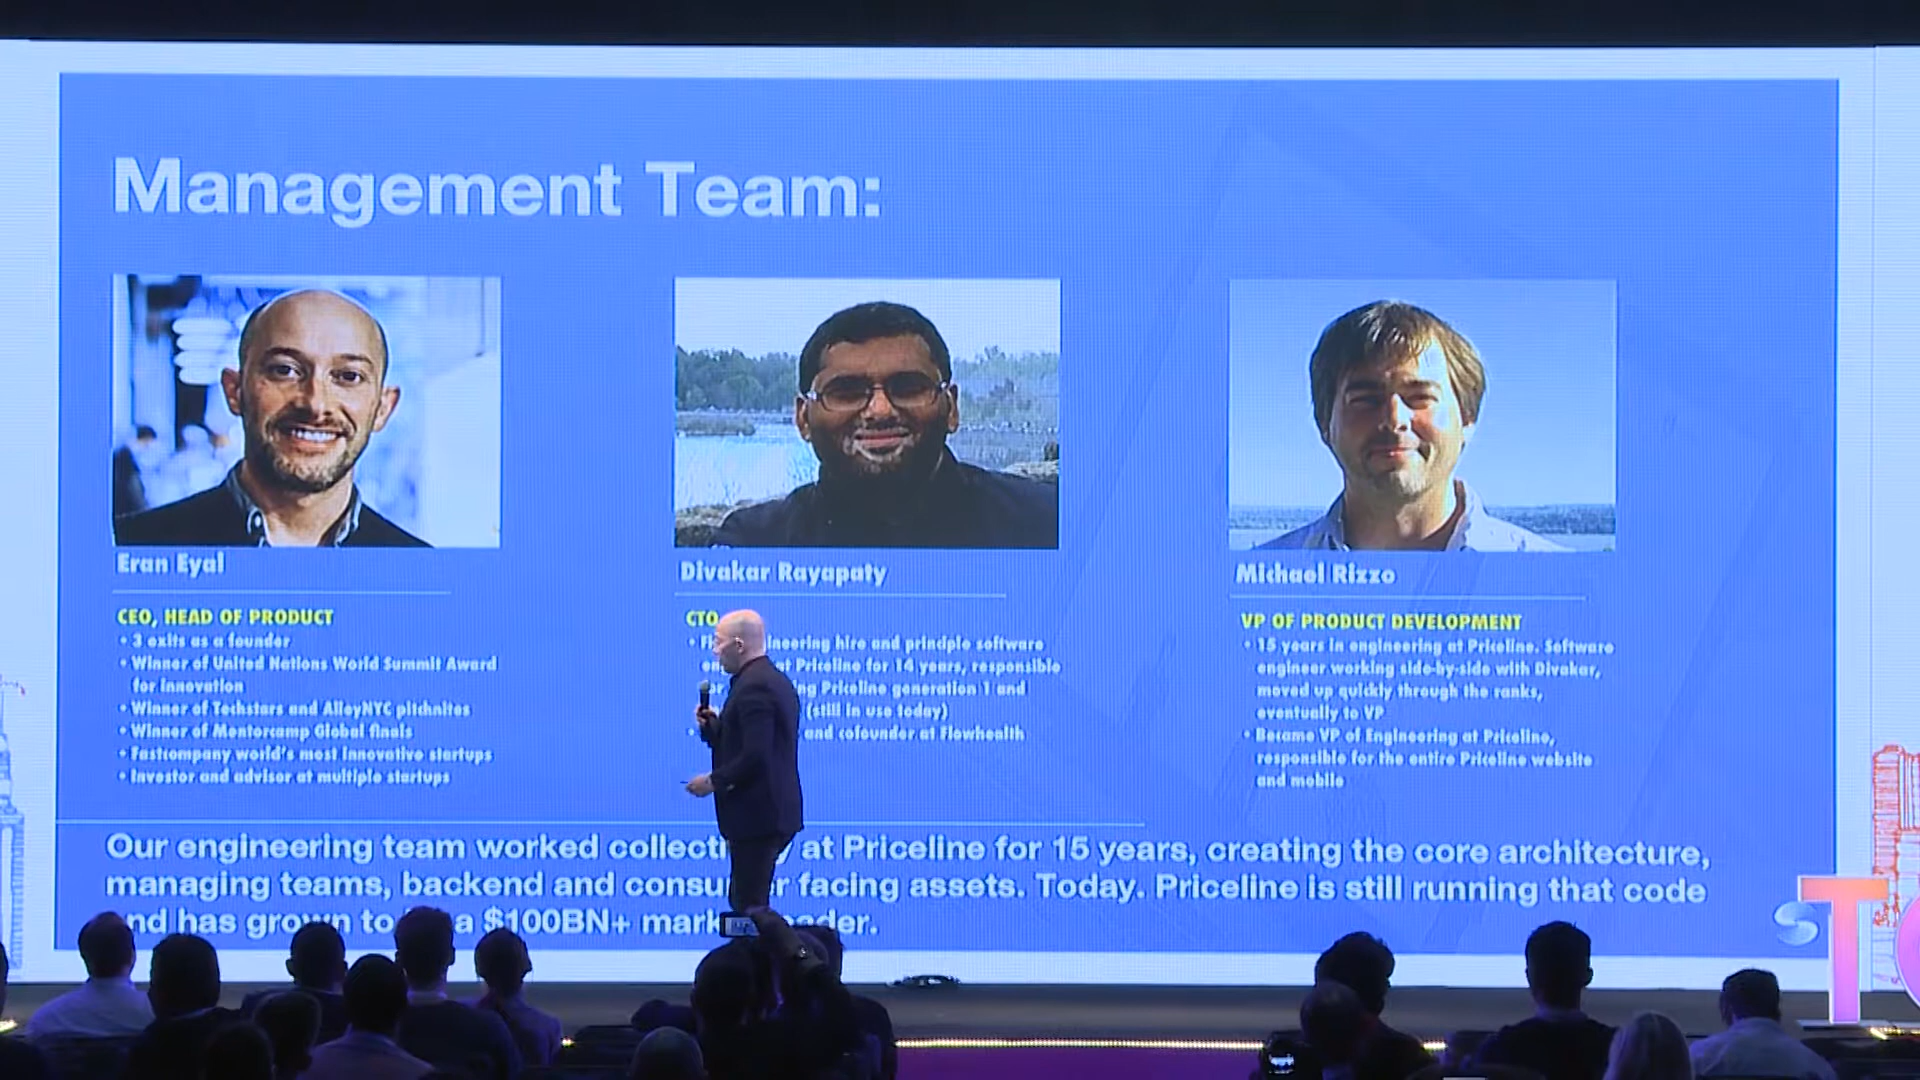 Management Team:
Eran Eyal
CEO, HEAD OF PRODUCT
• 3 exits as a founder
• Winner of United Nations World Summit Award
for innovation
• Winner of Techstars and AlleyNYC pitchnites
• Winner of Mentorcamp Global finals
• Fastcompany world's most innovative startups
• Investor and advisor at multiple startups
Divakar Rayapaty
CTO
ineering hire and principle software
at Priceline for 14 years, responsible
Priceline generation 1 and
(still in use today)
and cofounder at Flowhealth
Michael Rizzo
VP OF PRODUCT DEVELOPMENT
• 15 years in engineering at Priceline. Software
engineer working side-by-side with Divakar,
moved up quickly through the ranks,
eventually to VP
• Became VP of Engineering at Priceline,
responsible for the entire Priceline website
and mobile
Our engineering team worked at Priceline for 15 years, creating the core architecture,
managing teams, backend and facing assets. Today. Priceline is still running that code
and has grown to a $100BN+